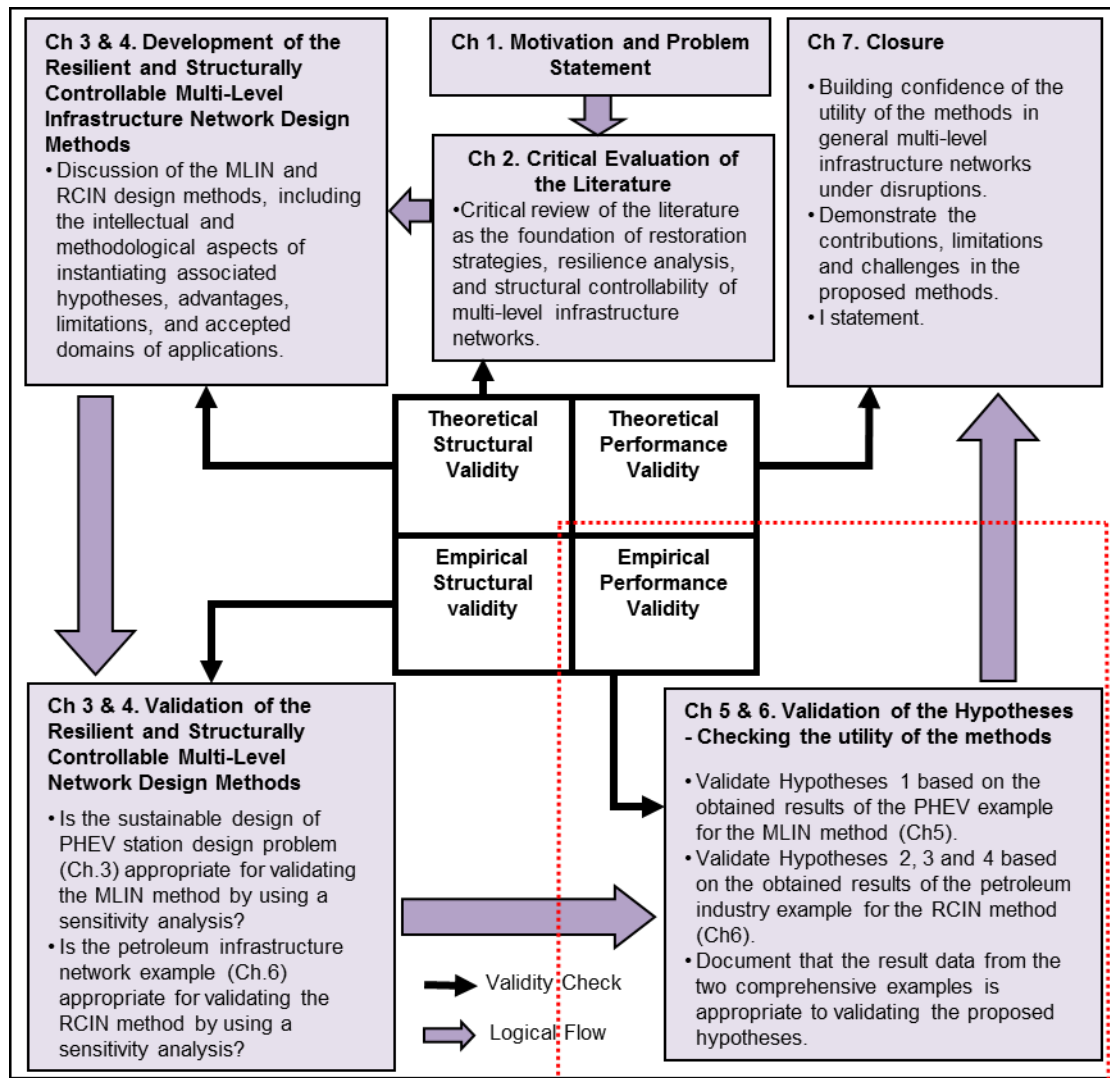 Ch 3 & 4. Development of the
Resilient and Structurally
Controllable Multi-Level
Infrastructure Network Design
Methods
• Discussion of the MLIN and
RCIN design methods, including
the intellectual and
methodological aspects of
instantiating associated
hypotheses, advantages,
limitations, and accepted
domains of applications.
Ch 1. Motivation and Problem
Statement
Ch 2. Critical Evaluation of
the Literature
•Critical review of the literature
as the foundation of restoration
strategies, resilience analysis,
and structural controllability of
multi-level infrastructure
networks.
Ch 7. Closure
• Building confidence of the
utility of the methods in
general multi-level
infrastructure networks
under disruptions.
• Demonstrate the
contributions, limitations
and challenges in the
proposed methods.
• I statement.
Theoretical
Structural
Validity
Theoretical
Performance
Validity
Empirical
Structural
validity
Empirical
Performance
Validity
Ch 3 & 4. Validation of the
Resilient and Structurally
Controllable Multi-Level
Network Design Methods
• Is the sustainable design of
PHEV station design problem
(Ch.3) appropriate for validating
the MLIN method by using a
sensitivity analysis?
• Is the petroleum infrastructure
network example (Ch.6)
appropriate for validating the
RCIN method by using a
sensitivity analysis?
Validity Check
Logical Flow
Ch 5 & 6. Validation of the Hypotheses
- Checking the utility of the methods
• Validate Hypotheses 1 based on the
obtained results of the PHEV example
for the MLIN method (Ch5).
• Validate Hypotheses 2, 3 and 4 based
on the obtained results of the petroleum
industry example for the RCIN method
(Ch6).
• Document that the result data from the
two comprehensive examples is
appropriate to validating the proposed
hypotheses.